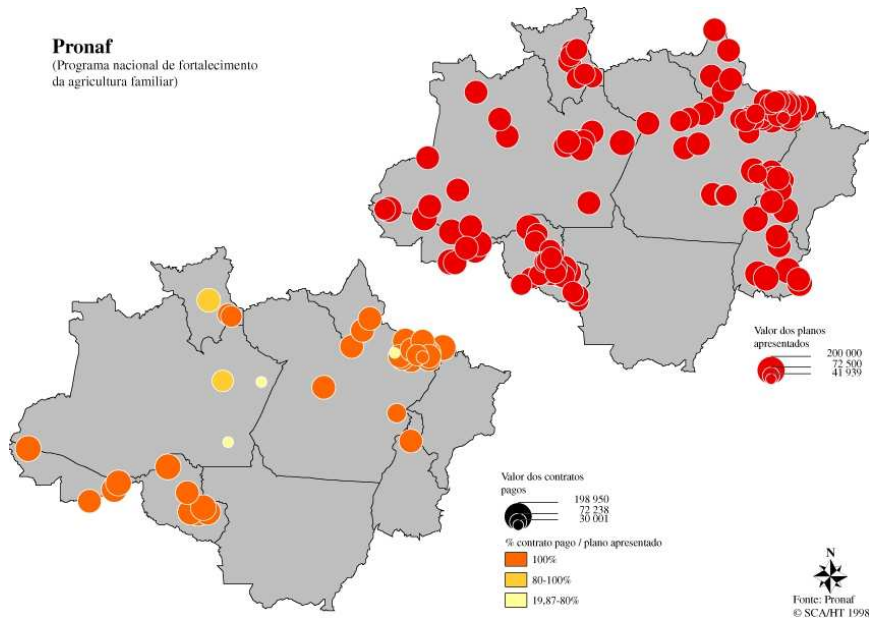 Pronaf
(Programa nacional de fortalecimento
da agricultura familiar)
Valor dos planos
apresentados
200 000
72 500
41 939
Valor dos contratos
pagos
198 950
72 238
30 001
% contrato pago / plano apresentado
100%
80-100%
19,87-80%
N
Fonte: Pronaf
© SCA/HT 1998